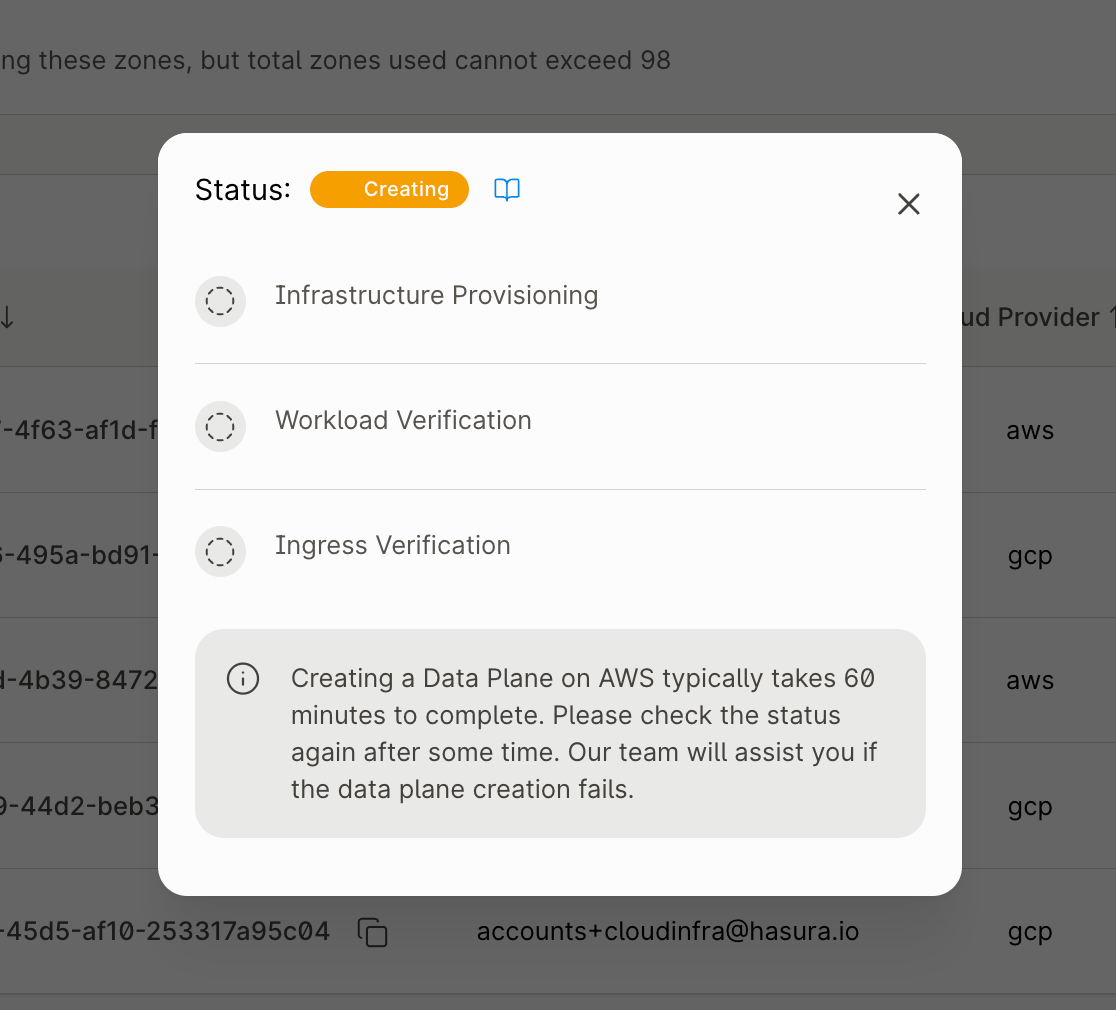 ng these zones, but total zones used cannot exceed 98
Status: Creating
Infrastructure Provisioning
ud Provider
Workload Verification
-4f63-af1d-f aws
Ingress Verification
-495a-bd91- gcp
Creating a Data Plane on AWS typically takes 60
minutes to complete. Please check the status
again after some time. Our team will assist you if
the data plane creation fails.
-4b39-8472 aws
9-44d2-beb3 gcp
-45d5-af10-253317a95c04 accounts+cloudinfra@hasura.io gcp